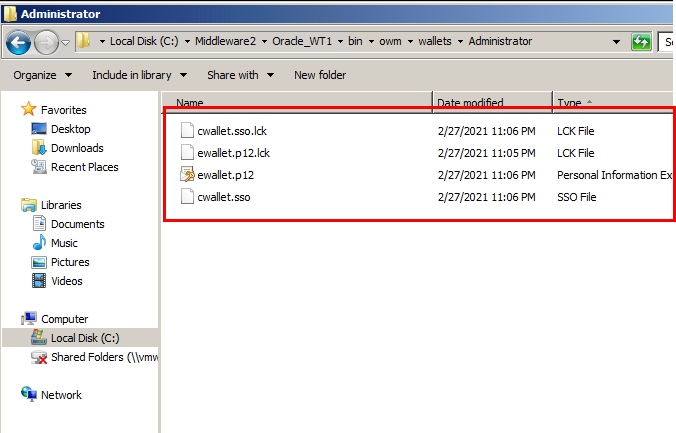 Administrator
Local Disk (C:) Middleware2 Oracle_WT1 bin owm wallets Administrator
Organize Include in library Share with New folder
Name Date modified Type
Favorites
Desktop
Downloads
Recent Places
Libraries
Documents
Music
Pictures
Videos
Computer
Local Disk (C:)
Shared Folders (\\vmw
Network
cwallet.sso.lck 2/27/2021 11:06 PM LCK File
ewallet.p12.lck 2/27/2021 11:05 PM LCK File
ewallet.p12 2/27/2021 11:06 PM Personal Information Ex
cwallet.sso 2/27/2021 11:06 PM SSO File